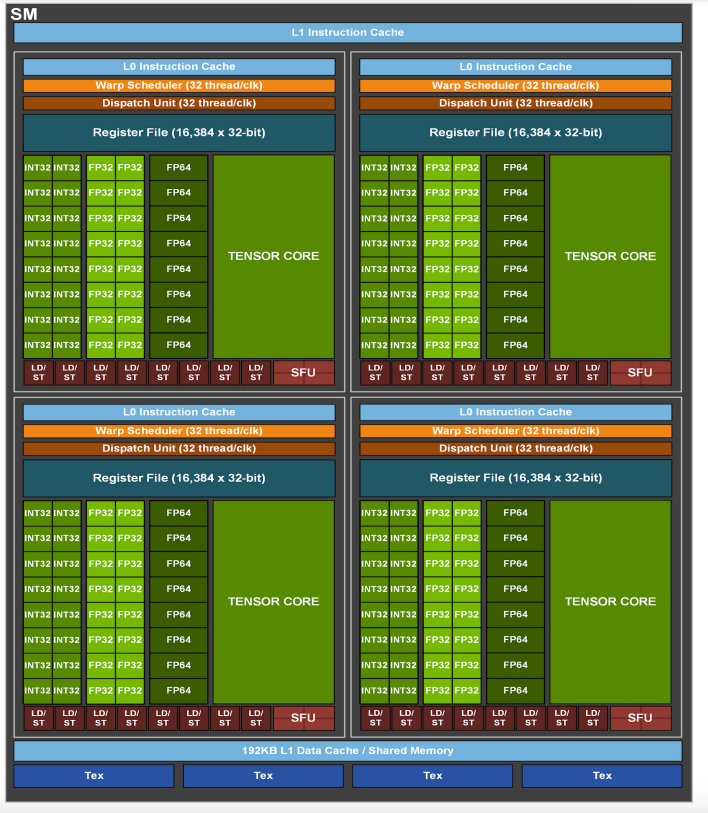 SM
L1 Instruction Cache
L0 Instruction Cache
Warp Scheduler (32 thread/clk)
Dispatch Unit (32 thread/clk)
Register File (16,384 x 32-bit)
INT32 INT32 FP32 FP32 FP64
INT32 INT32 FP32 FP32 FP64
INT32 INT32 FP32 FP32 FP64
INT32 INT32 FP32 FP32 FP64
TENSOR CORE
INT32 INT32 FP32 FP32 FP64
INT32 INT32 FP32 FP32 FP64
INT32 INT32 FP32 FP32 FP64
INT32 INT32 FP32 FP32 FP64
LD/ LD/ LD/ LD/ LD/ LD/ LD/ LD/
ST ST ST ST ST ST ST ST
SFU
L0 Instruction Cache
Warp Scheduler (32 thread/clk)
Dispatch Unit (32 thread/clk)
Register File (16,384 x 32-bit)
INT32 INT32 FP32 FP32 FP64
INT32 INT32 FP32 FP32 FP64
INT32 INT32 FP32 FP32 FP64
INT32 INT32 FP32 FP32 FP64
TENSOR CORE
INT32 INT32 FP32 FP32 FP64
INT32 INT32 FP32 FP32 FP64
INT32 INT32 FP32 FP32 FP64
INT32 INT32 FP32 FP32 FP64
LD/ LD/ LD/ LD/ LD/ LD/ LD/ LD/
ST ST ST ST ST ST ST ST
SFU
L0 Instruction Cache
Warp Scheduler (32 thread/clk)
Dispatch Unit (32 thread/clk)
Register File (16,384 x 32-bit)
INT32 INT32 FP32 FP32 FP64
INT32 INT32 FP32 FP32 FP64
INT32 INT32 FP32 FP32 FP64
INT32 INT32 FP32 FP32 FP64
TENSOR CORE
INT32 INT32 FP32 FP32 FP64
INT32 INT32 FP32 FP32 FP64
INT32 INT32 FP32 FP32 FP64
INT32 INT32 FP32 FP32 FP64
LD/ LD/ LD/ LD/ LD/ LD/ LD/ LD/
ST ST ST ST ST ST ST ST
SFU
L0 Instruction Cache
Warp Scheduler (32 thread/clk)
Dispatch Unit (32 thread/clk)
Register File (16,384 x 32-bit)
INT32 INT32 FP32 FP32 FP64
INT32 INT32 FP32 FP32 FP64
INT32 INT32 FP32 FP32 FP64
INT32 INT32 FP32 FP32 FP64
TENSOR CORE
INT32 INT32 FP32 FP32 FP64
INT32 INT32 FP32 FP32 FP64
INT32 INT32 FP32 FP32 FP64
INT32 INT32 FP32 FP32 FP64
LD/ LD/ LD/ LD/ LD/ LD/ LD/ LD/
ST ST ST ST ST ST ST ST
SFU
192KB L1 Data Cache / Shared Memory
Tex Tex Tex Tex